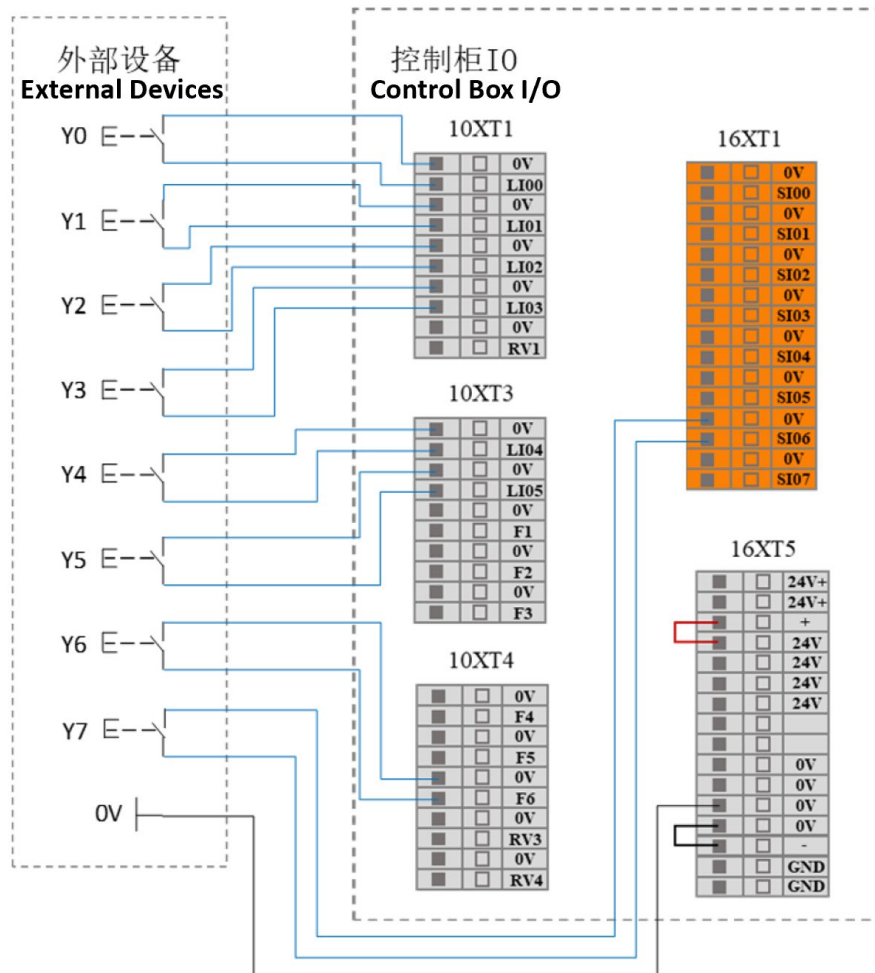 外部设备
External Devices
Y0
Y1
Y2
Y3
Y4
Y5
Y6
Y7
0V
控制柜IO
Control Box I/O
10XT1
0V
LI00
0V
LI01
0V
LI02
0V
LI03
0V
RV1
10XT3
0V
LI04
0V
LI05
0V
F1
0V
F2
0V
F3
10XT4
0V
F4
0V
F5
0V
F6
0V
RV3
0V
RV4
16XT1
0V
SI00
0V
SI01
0V
SI02
0V
SI03
0V
SI04
0V
SI05
0V
SI06
0V
SI07
16XT5
24V+
24V+
+
24V
24V
24V
24V
0V
0V
0V
0V
-
GND
GND